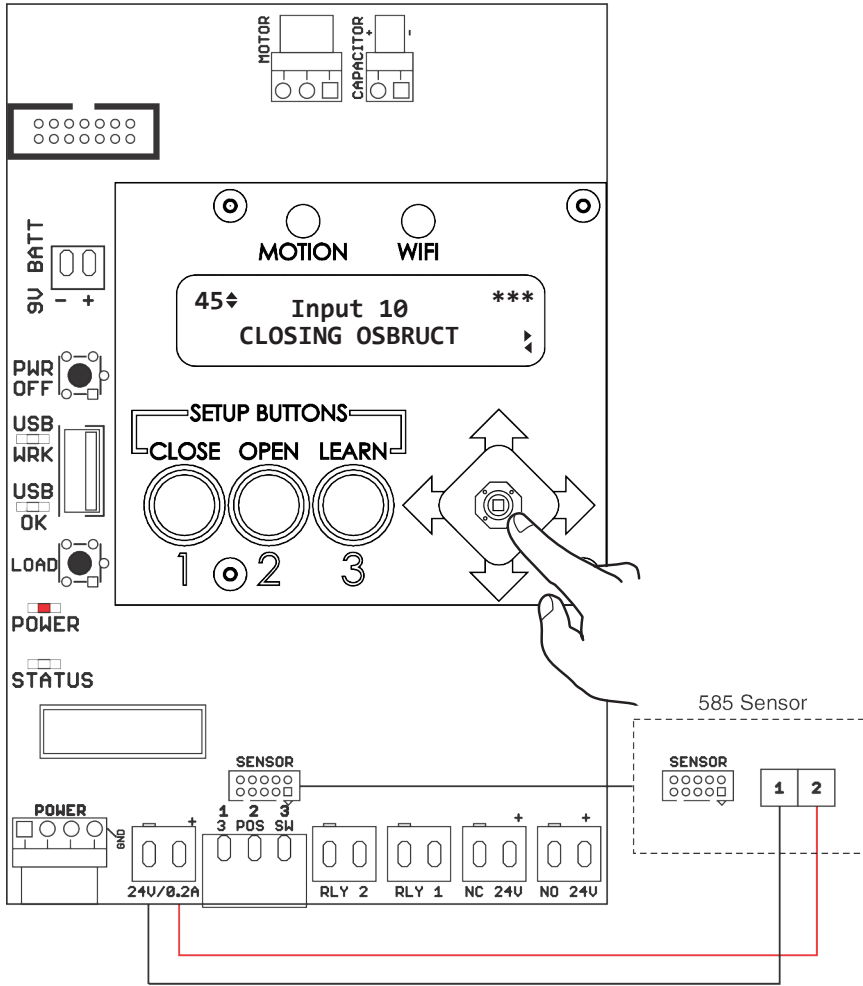 MOTOR
CAPACITOR
+ -
9V BATT
- +
MOTION WIFI
45 Input 10 ***
CLOSING OSBRUCT
PWR
OFF
USB
WRK
USB
OK
LOAD
POWER
STATUS
SETUP BUTTONS
CLOSE OPEN LEARN
1 2 3
585 Sensor
SENSOR
1 2
SENSOR
1 2 3
3 POS SW
POWER
GND
+
24V/0.2A
RLY 2
RLY 1
+
NC 24V
+
NO 24V